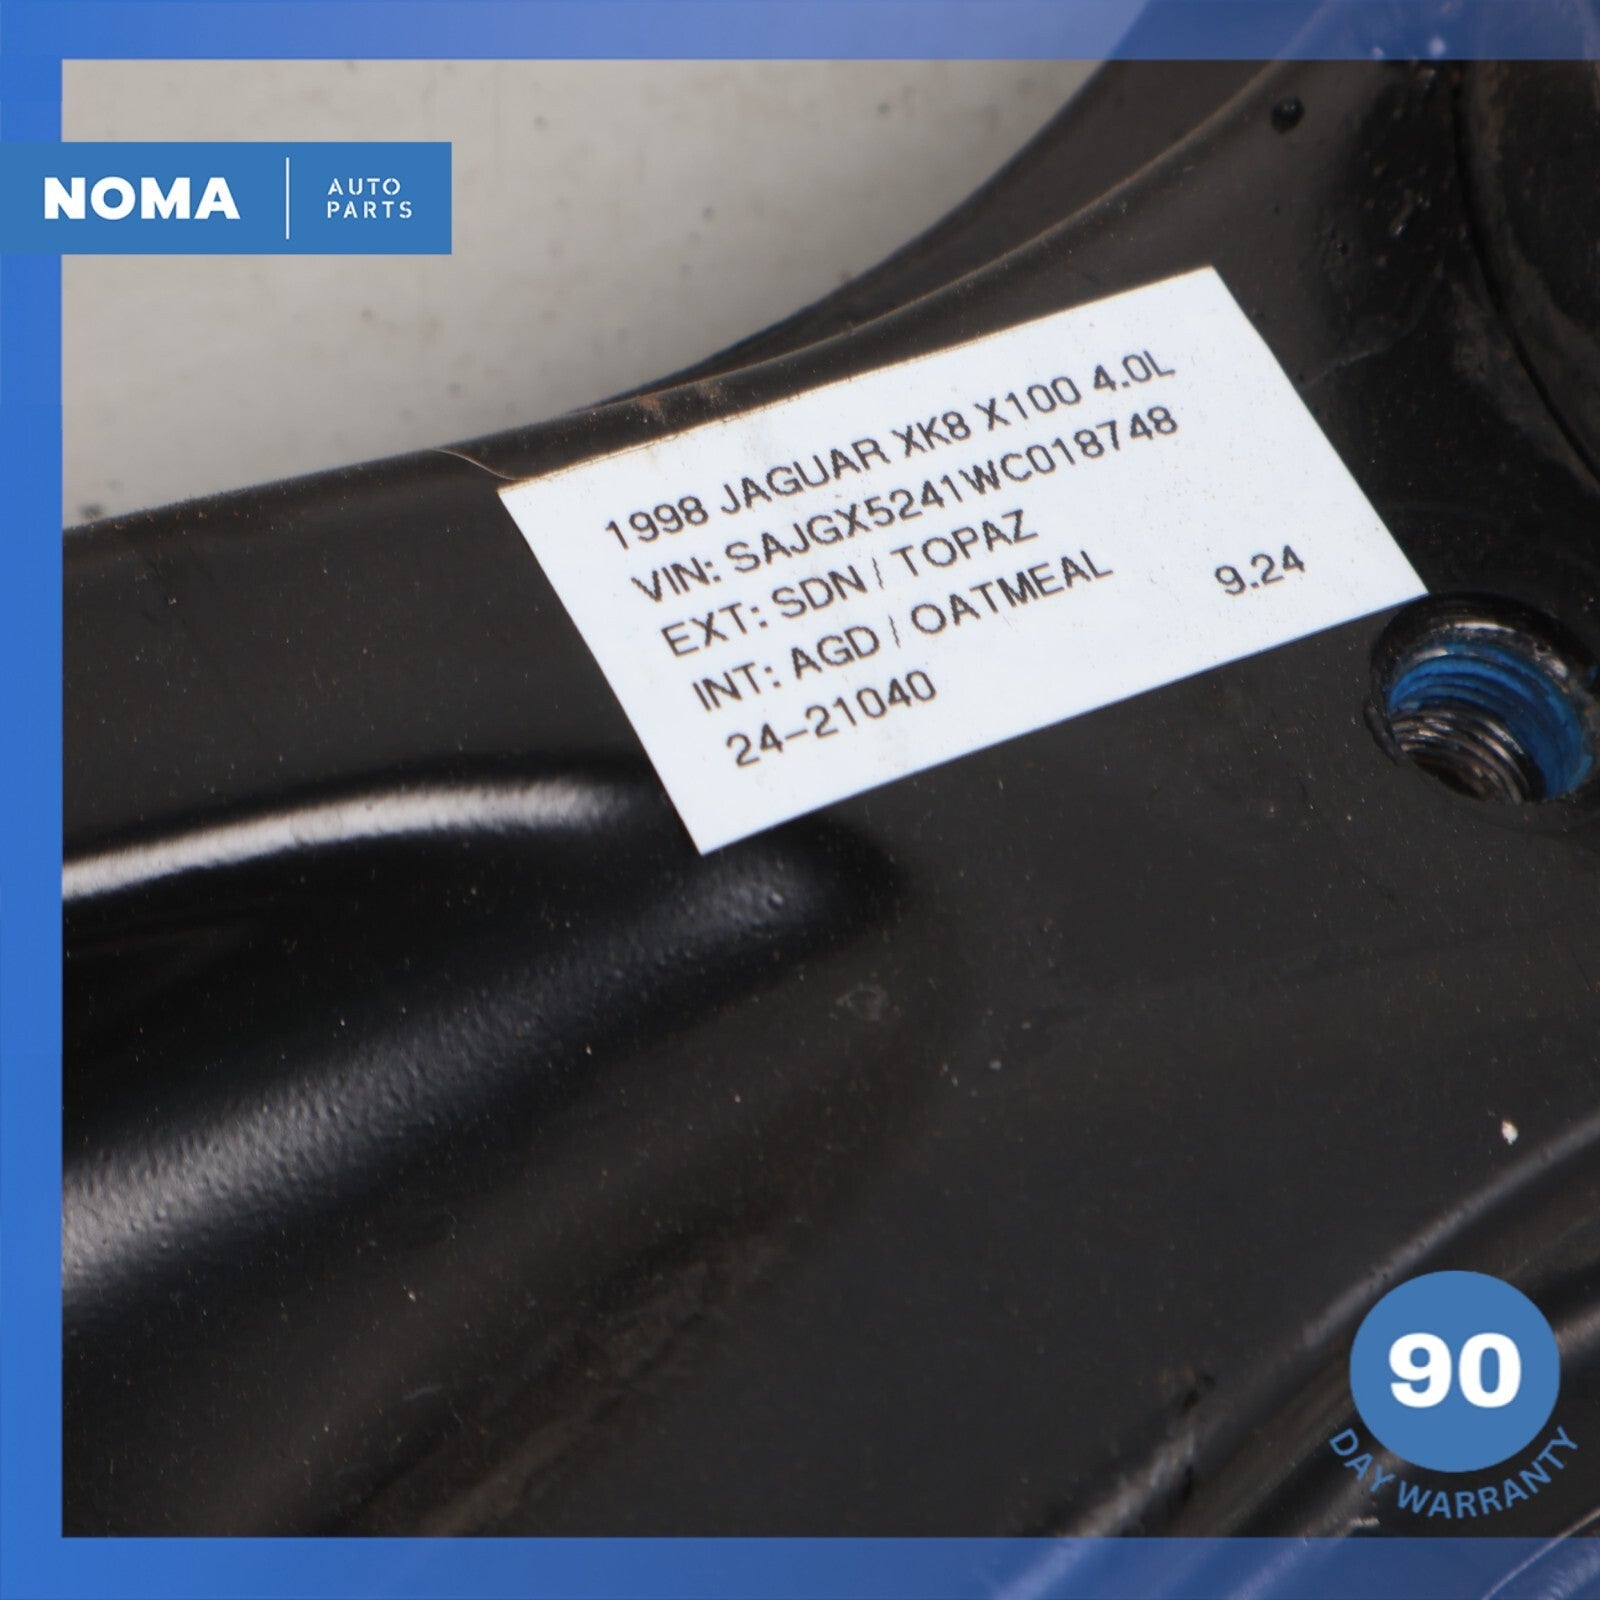 NOMA
AUTO
PARTS
1998 JAGUAR XK8 X100 4.0L
VIN: SAJGX5241WC018748
EXT: SDN / TOPAZ
INT: AGD / OATMEAL
9.24
24-21040
90
DAY WARRANTY